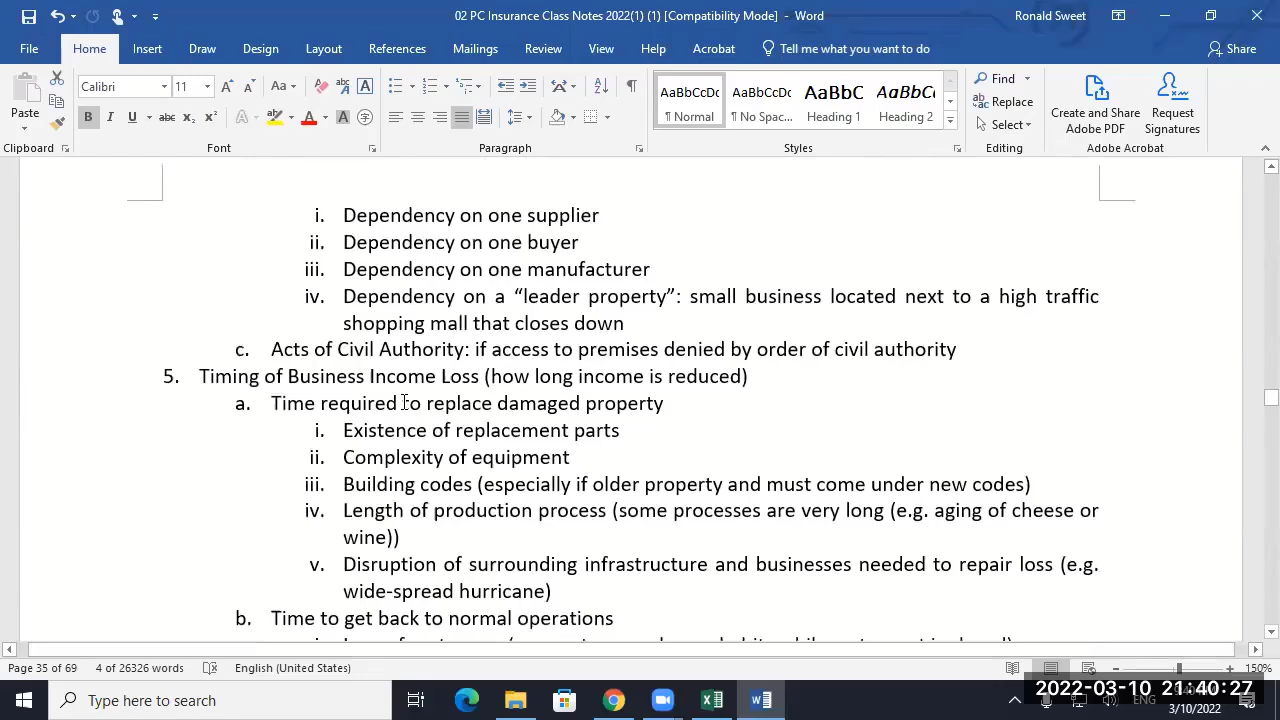 02 PC Insurance Class Notes 2022(1) (1) [Compatibility Mode] - Word
Ronald Sweet
File Home Insert Draw Design Layout References Mailings Review View Help Acrobat Tell me what you want to do Share
Paste
Calibri 11
AaBbCcDc AaBbCcDc AaBbC AaBbCc
¶ Normal ¶ No Spac... Heading 1 Heading 2
Find
Replace
Select
Create and Share
Adobe PDF
Request
Signatures
Clipboard Font Paragraph Styles Editing Adobe Acrobat
i. Dependency on one supplier
ii. Dependency on one buyer
iii. Dependency on one manufacturer
iv. Dependency on a “leader property”: small business located next to a high traffic
shopping mall that closes down
c. Acts of Civil Authority: if access to premises denied by order of civil authority
5. Timing of Business Income Loss (how long income is reduced)
a. Time required to replace damaged property
i. Existence of replacement parts
ii. Complexity of equipment
iii. Building codes (especially if older property and must come under new codes)
iv. Length of production process (some processes are very long (e.g. aging of cheese or
wine))
v. Disruption of surrounding infrastructure and businesses needed to repair loss (e.g.
wide-spread hurricane)
b. Time to get back to normal operations
Page 35 of 69 4 of 26326 words English (United States) 150%
Type here to search
2022-03-10 21:40:27
ENG
3/10/2022